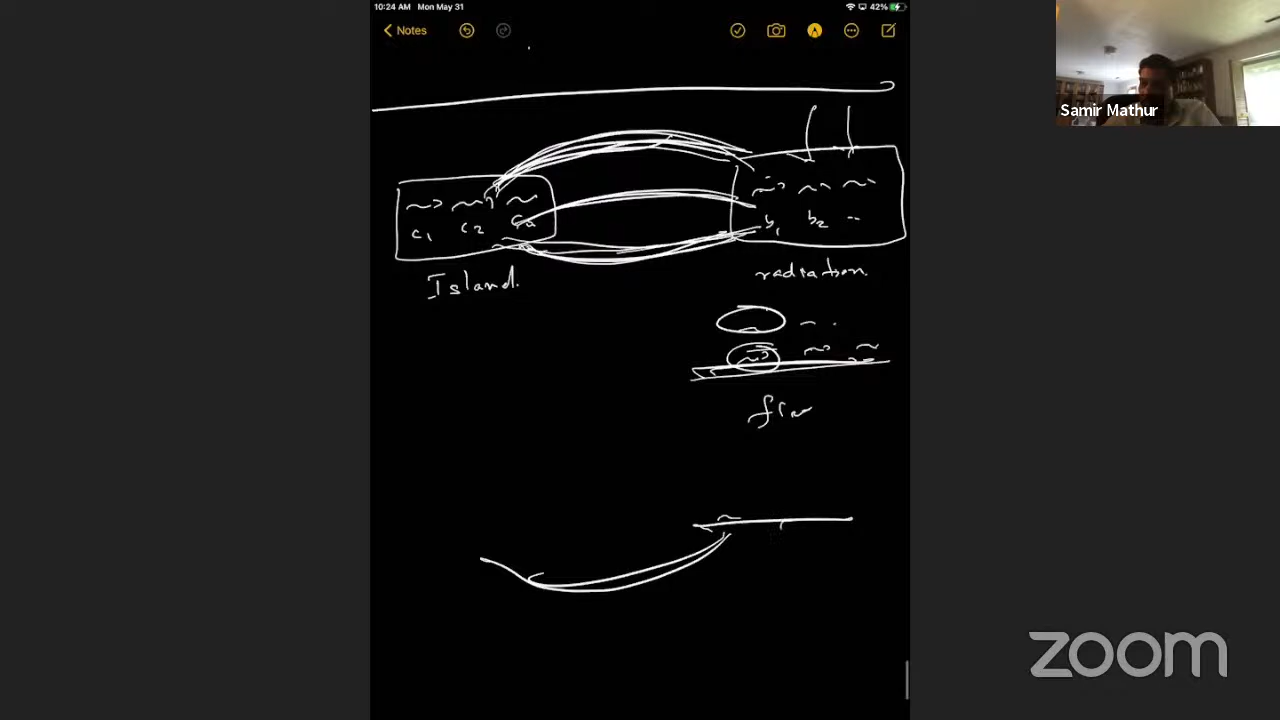 10:24 AM Mon May 31
42%
Notes
Samir Mathur
c1 c2
b1 b2
Island.
radiation.
zoom